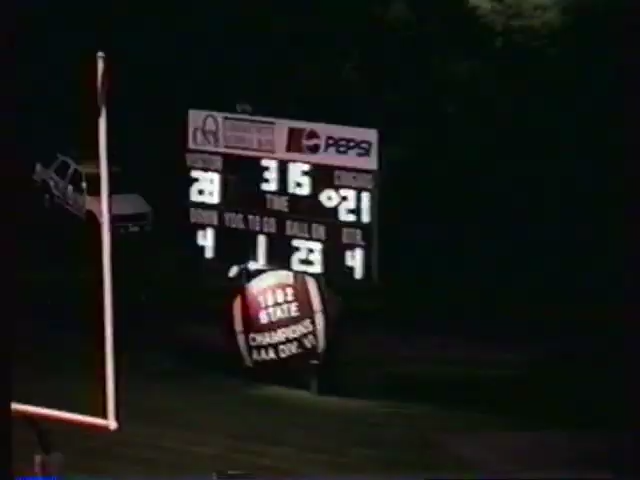 PEPSI
28 3 15 21
TIME
DOWN YDS. TO GO BALL ON QTR.
4 1 23 4
1992
STATE
CHAMPIONS
AAA DIV. VI